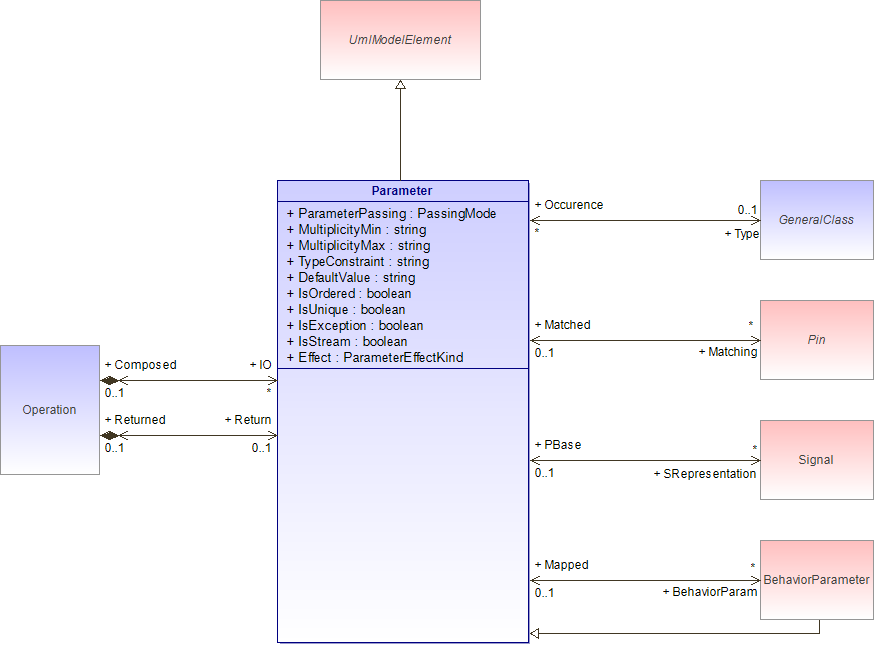 UmlModelElement
Parameter
+ ParameterPassing : PassingMode
+ MultiplicityMin : string
+ MultiplicityMax : string
+ TypeConstraint : string
+ DefaultValue : string
+ IsOrdered : boolean
+ IsUnique : boolean
+ IsException : boolean
+ IsStream : boolean
+ Effect : ParameterEffectKind
+ Occurence
0..1
*
+ Type
GeneralClass
+ Matched
*
0..1
+ Matching
Pin
+ Composed
+ IO
0..1
*
Operation
+ Returned
+ Return
0..1
0..1
+ PBase
*
0..1
+ SRepresentation
Signal
+ Mapped
*
0..1
+ BehaviorParam
BehaviorParameter